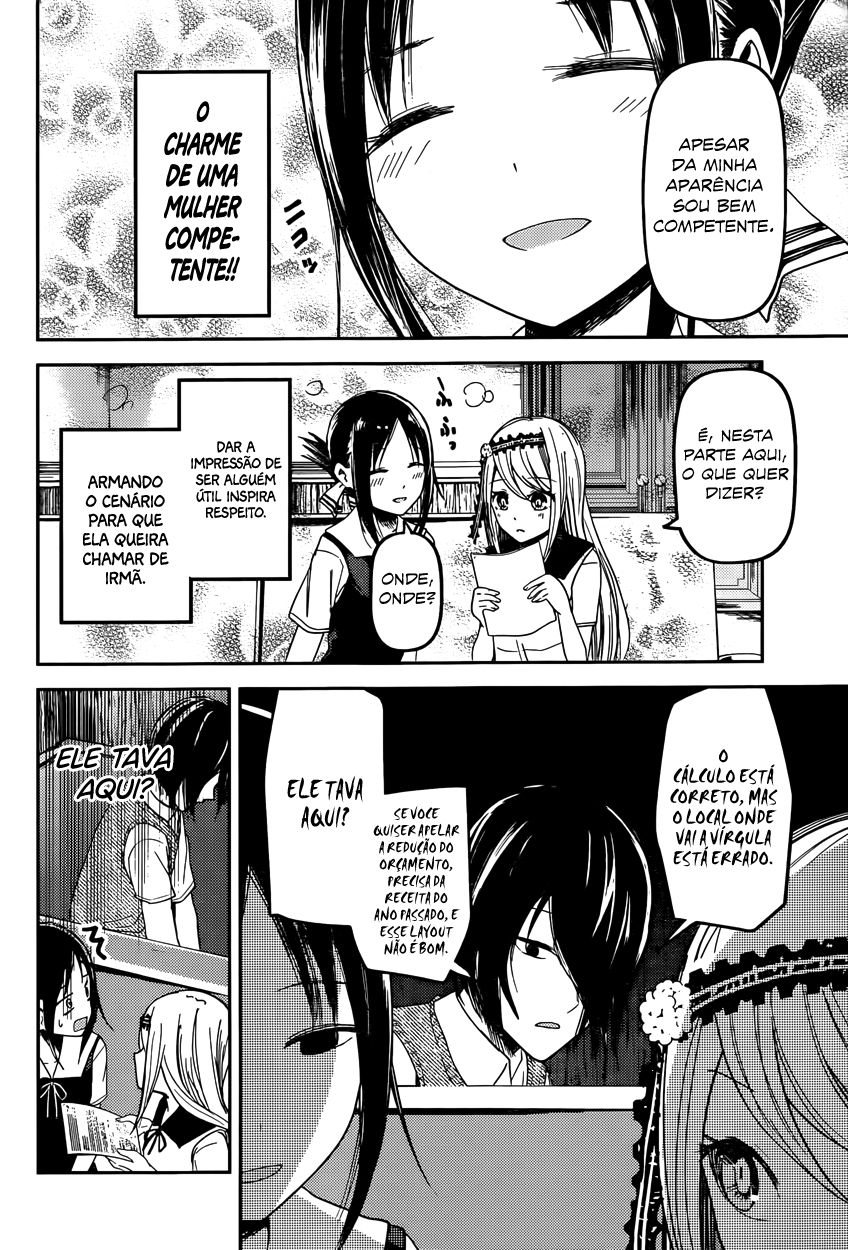 APESAR
DA MINHA
APARÊNCIA
SOU BEM
COMPETENTE.
O
CHARME
DE UMA
MULHER
COMPE-
TENTE!!
ニコッ
É, NESTA
PARTE AQUI,
O QUE QUER
DIZER?
ふふっ
ONDE,
ONDE?
DAR A
IMPRESSÃO DE
SER ALGUÉM
ÚTIL INSPIRA
RESPEITO.
ARMANDO
O CENÁRIO
PARA QUE
ELA QUEIRA
CHAMAR DE
IRMÃ.
O
CÁLCULO ESTÁ
CORRETO, MAS
O LOCAL ONDE
VAI A VÍRGULA
ESTÁ ERRADO.
SE VOCE
QUISER APELAR
A REDUÇÃO DO
ORÇAMENTO,
PRECISA DA
RECEITA DO
ANO PASSADO, E
ESSE LAYOUT
NÃO É BOM.
ELE TAVA
AQUI?
ELE TAVA
AQUI?